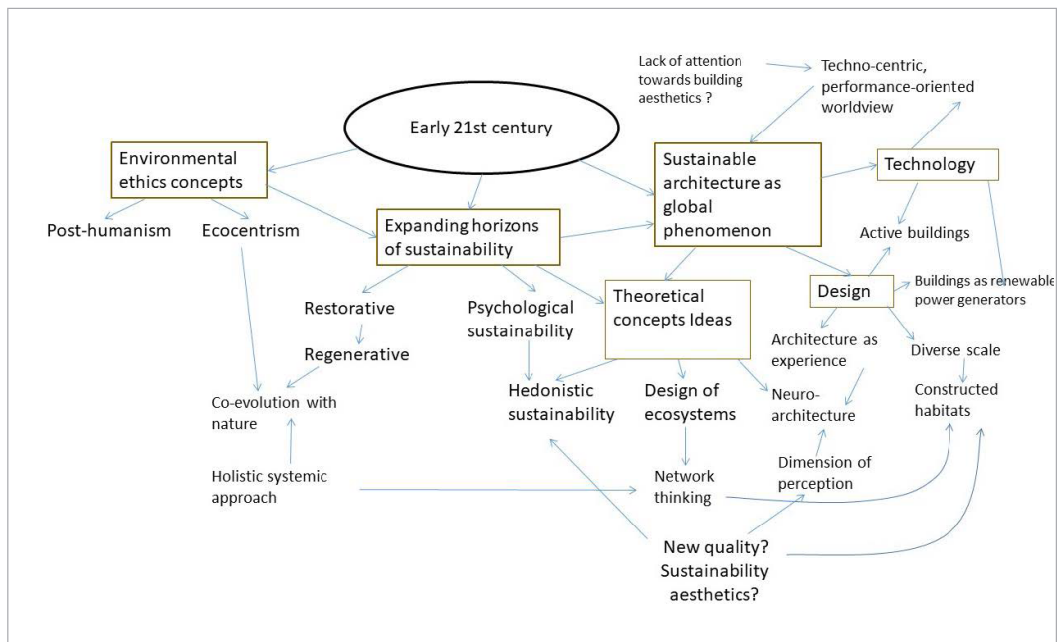 Lack of attention
towards building
aesthetics ?
Techno-centric,
performance-oriented
worldview
Early 21st century
Environmental
ethics concepts
Sustainable
architecture as
global
phenomenon
Technology
Post-humanism
Ecocentrism
Expanding horizons
of sustainability
Active buildings
Restorative
Psychological
sustainability
Theoretical
concepts Ideas
Design
Buildings as renewable
power generators
Regenerative
Architecture as
experience
Diverse scale
Co-evolution with
nature
Hedonistic
sustainability
Design of
ecosystems
Neuro-
architecture
Constructed
habitats
Holistic systemic
approach
Network
thinking
Dimension of
perception
New quality?
Sustainability
aesthetics?